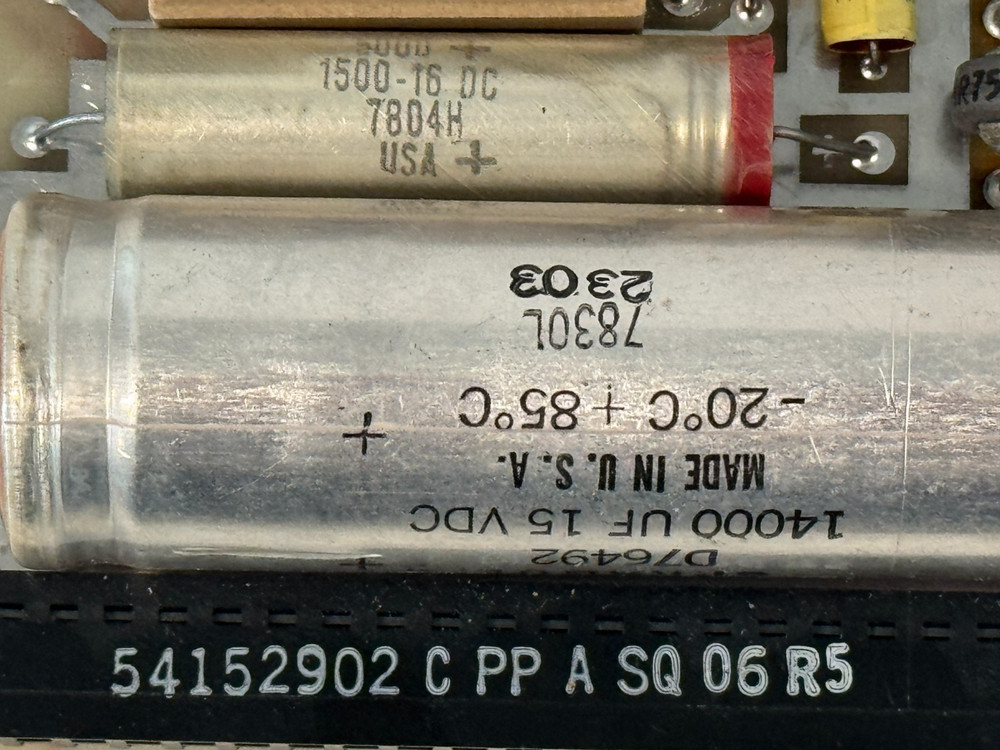 1500-16 DC
7804H
USA +
R75
D76492
14000 UF 15 VDC
MADE IN U.S.A.
-20°C + 85°C
+
7830L
2303
54152902 C PP A SQ 06 R5